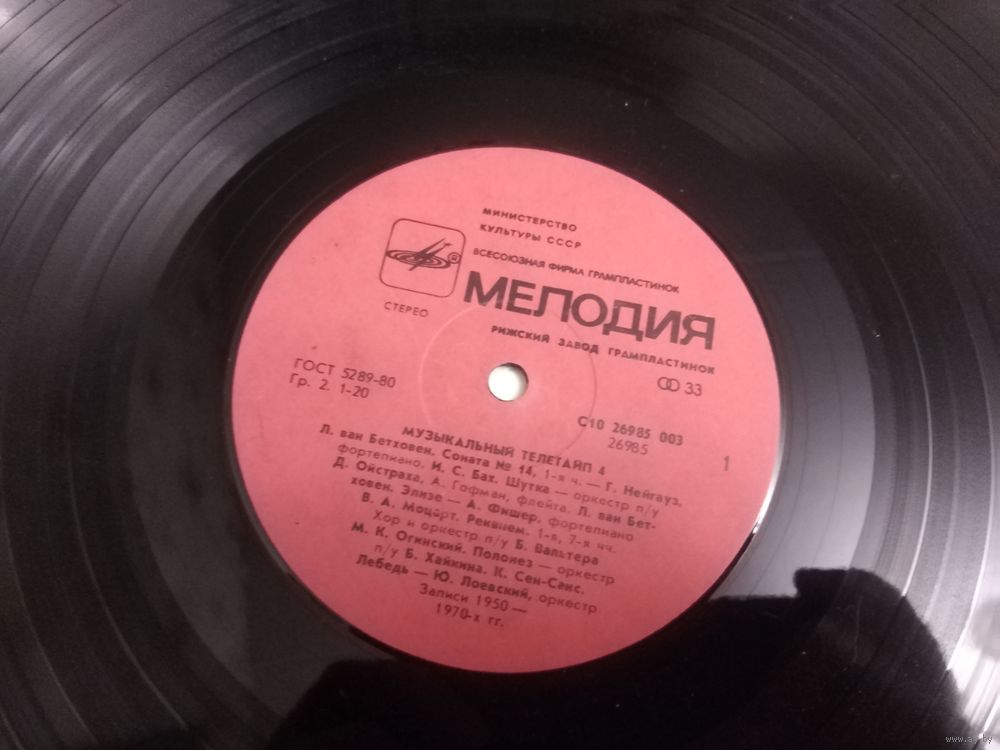 МИНИСТЕРСТВО
КУЛЬТУРЫ СССР
ВСЕСОЮЗНАЯ ФИРМА ГРАМПЛАСТИНОК
®
МЕЛОДИЯ
СТЕРЕО
РИЖСКИЙ ЗАВОД ГРАМПЛАСТИНОК
ГОСТ 5289-80
Гр. 2. 1-20
33
С10 26985 003
26985
1
МУЗЫКАЛЬНЫЙ ТЕЛЕТАЙП 4
Л. ван Бетховен. Соната № 14, 1-я ч. — Г. Нейгауз,
фортепиано. И. С. Бах. Шутка — оркестр п/у
Д. Ойстраха, А. Гофман, флейта. Л. ван Бет-
ховен. Элизе — А. Фишер, фортепиано
В. А. Моцарт. Реквием. 1-я, 7-я чч.
Хор и оркестр п/у Б. Вальтера
М. К. Огинский. Полонез — оркестр
п/у Б. Хайкина. К. Сен-Санс.
Лебедь — Ю. Лоевский, оркестр
Записи 1950 —
1970-х гг.